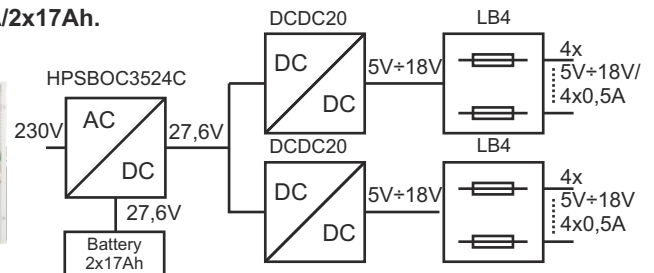 /2x17Ah.
DCDC20
LB4
HPSBOC3524C
DC
DC
5V÷18V
4x
5V÷18V/
4x0,5A
230V
AC
DC
27,6V
27,6V
DCDC20
LB4
DC
DC
5V÷18V
4x
5V÷18V
4x0,5A
Battery
2x17Ah